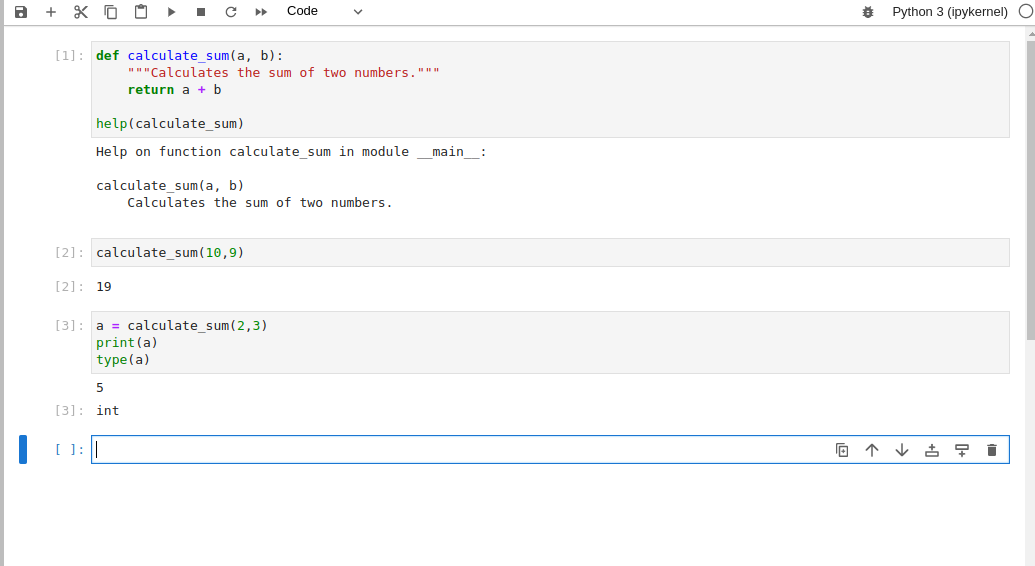 Code Python 3 (ipykernel)
[1]: def calculate_sum(a, b):
    """Calculates the sum of two numbers."""
    return a + b
help(calculate_sum)
Help on function calculate_sum in module __main__:
calculate_sum(a, b)
    Calculates the sum of two numbers.
[2]: calculate_sum(10,9)
[2]: 19
[3]: a = calculate_sum(2,3)
print(a)
type(a)
5
[3]: int
[ ]: